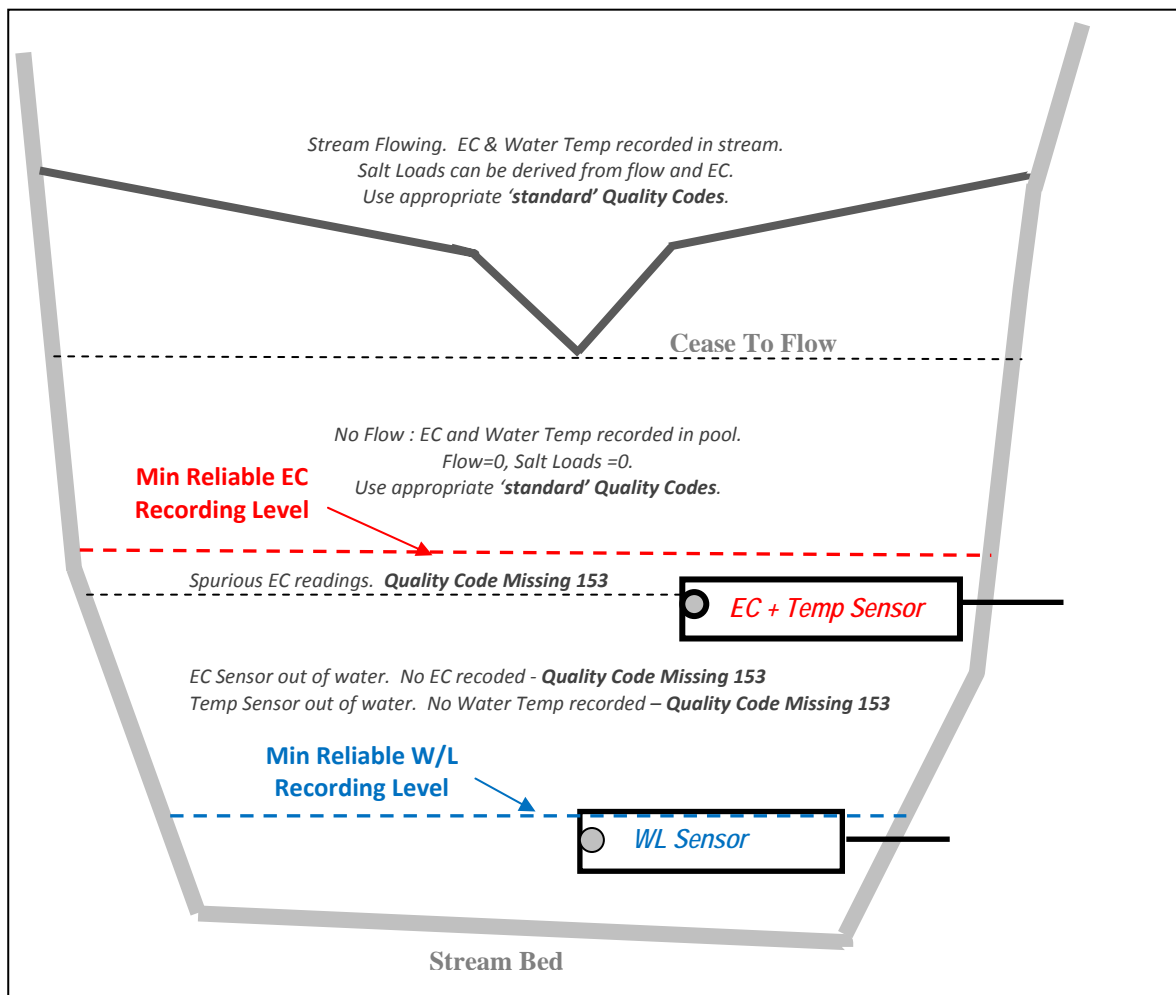 Stream Flowing.  EC & Water Temp recorded in stream.
Salt Loads can be derived from flow and EC.
Use appropriate ‘standard’ Quality Codes.
Cease To Flow
No Flow : EC and Water Temp recorded in pool.
Flow=0, Salt Loads =0.
Use appropriate ‘standard’ Quality Codes.
Min Reliable EC
Recording Level
Spurious EC readings.  Quality Code Missing 153
EC + Temp Sensor
EC Sensor out of water.  No EC recoded - Quality Code Missing 153
Temp Sensor out of water.  No Water Temp recorded – Quality Code Missing 153
Min Reliable W/L
Recording Level
WL Sensor
Stream Bed